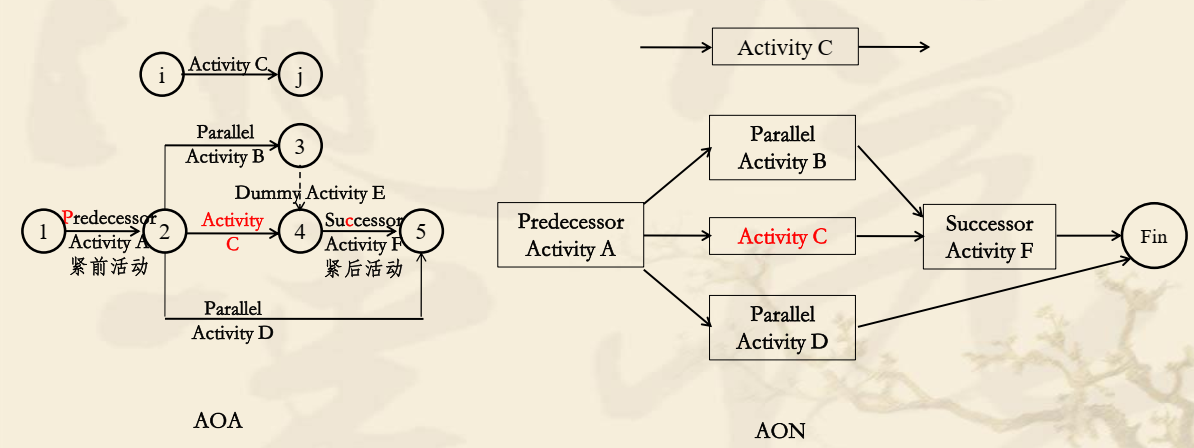 i
Activity C
j
Parallel
Activity B
3
Dummy Activity E
1
Predecessor
Activity A
紧前活动
2
Activity
C
4
Successor
Activity F
紧后活动
5
Parallel
Activity D
AOA
Activity C
Parallel
Activity B
Predecessor
Activity A
Activity C
Successor
Activity F
Fin
Parallel
Activity D
AON